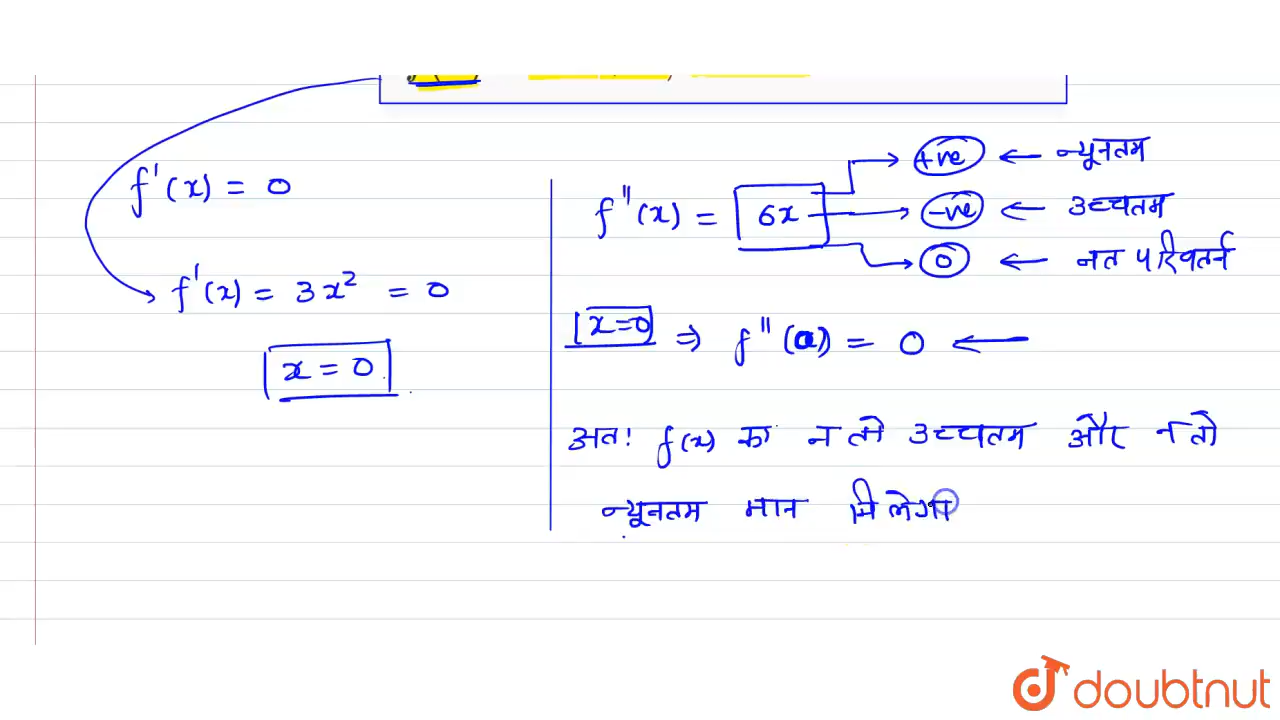 f'(x) = 0
f'(x) = 3x² = 0
x = 0
f''(x) = 6x
+ve ← न्यूनतम
-ve ← उच्चतम
0 ← नत परिवर्तन
x=0 ⇒ f''(0) = 0 ←
अतः f(x) का न तो उच्चतम और न तो
न्यूनतम मान मिलेगा
doubtnut